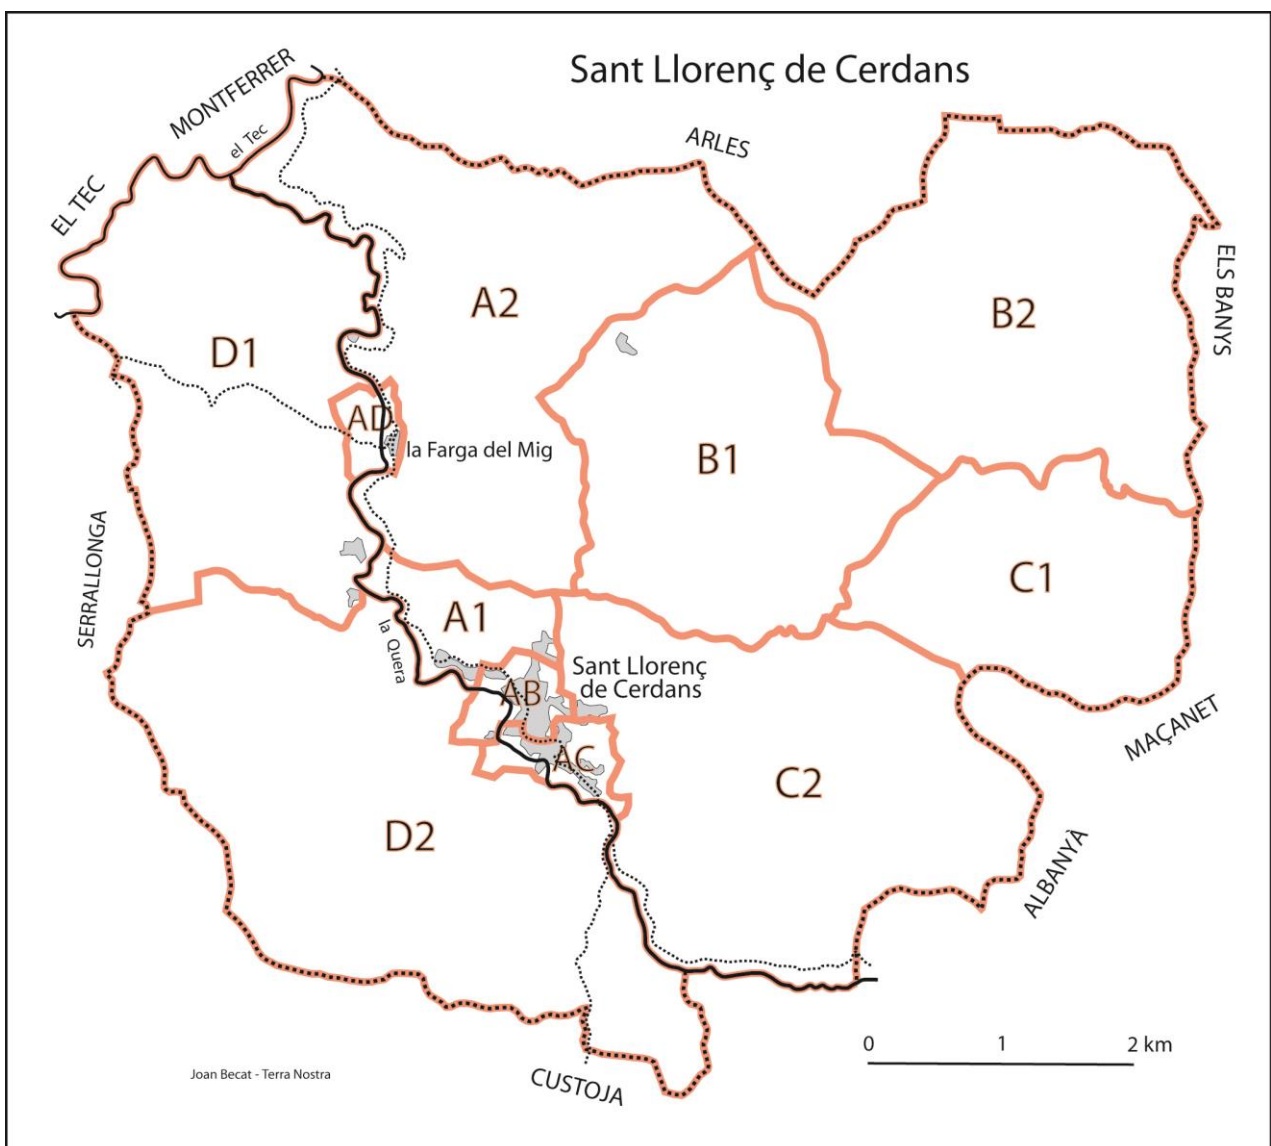 Sant Llorenç de Cerdans
MONTFERRER
el Tec
ARLES
EL TEC
ELS BANYS
A2
B2
D1
AD
la Farga del Mig
B1
SERRALLONGA
C1
A1
la Quera
Sant Llorenç
de Cerdans
AB
MAÇANET
AC
C2
D2
ALBANYÀ
0 1 2 km
Joan Becat - Terra Nostra
CUSTOJA